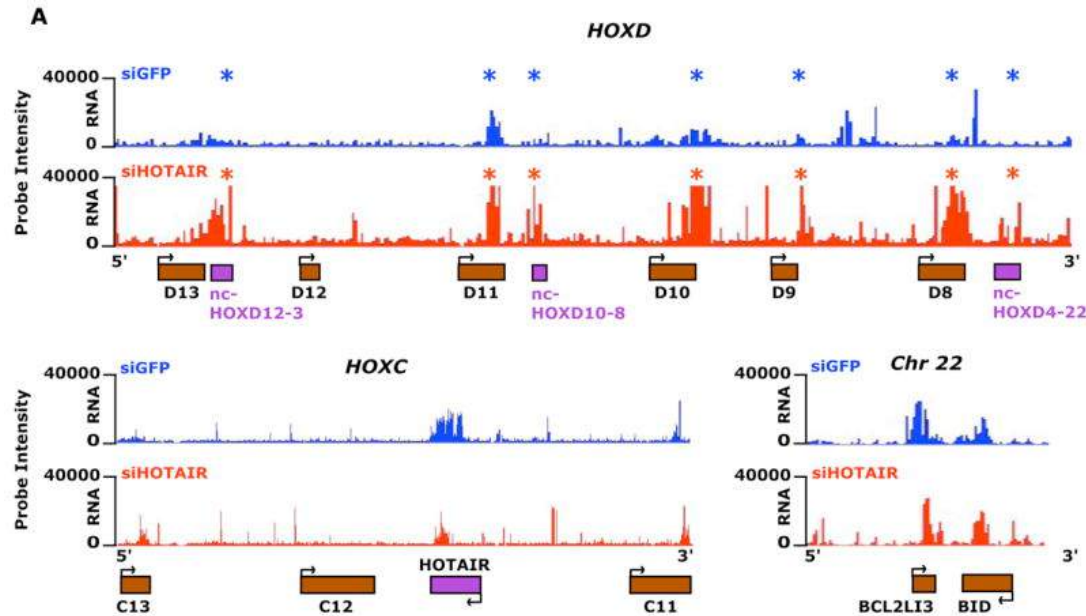 A
HOXD
siGFP * * * * * * *
40000
RNA
0
Probe Intensity
siHOTAIR * * * * * * *
40000
RNA
0
5' 3'
D13 D12 D11 D10 D9 D8
nc-HOXD12-3 nc-HOXD10-8 nc-HOXD4-22
HOXC
siGFP
40000
RNA
0
Probe Intensity
siHOTAIR
40000
RNA
0
5' 3'
HOTAIR
C13 C12 C11
Chr 22
siGFP
40000
RNA
0
siHOTAIR
40000
RNA
0
5' 3'
BCL2LI3 BID